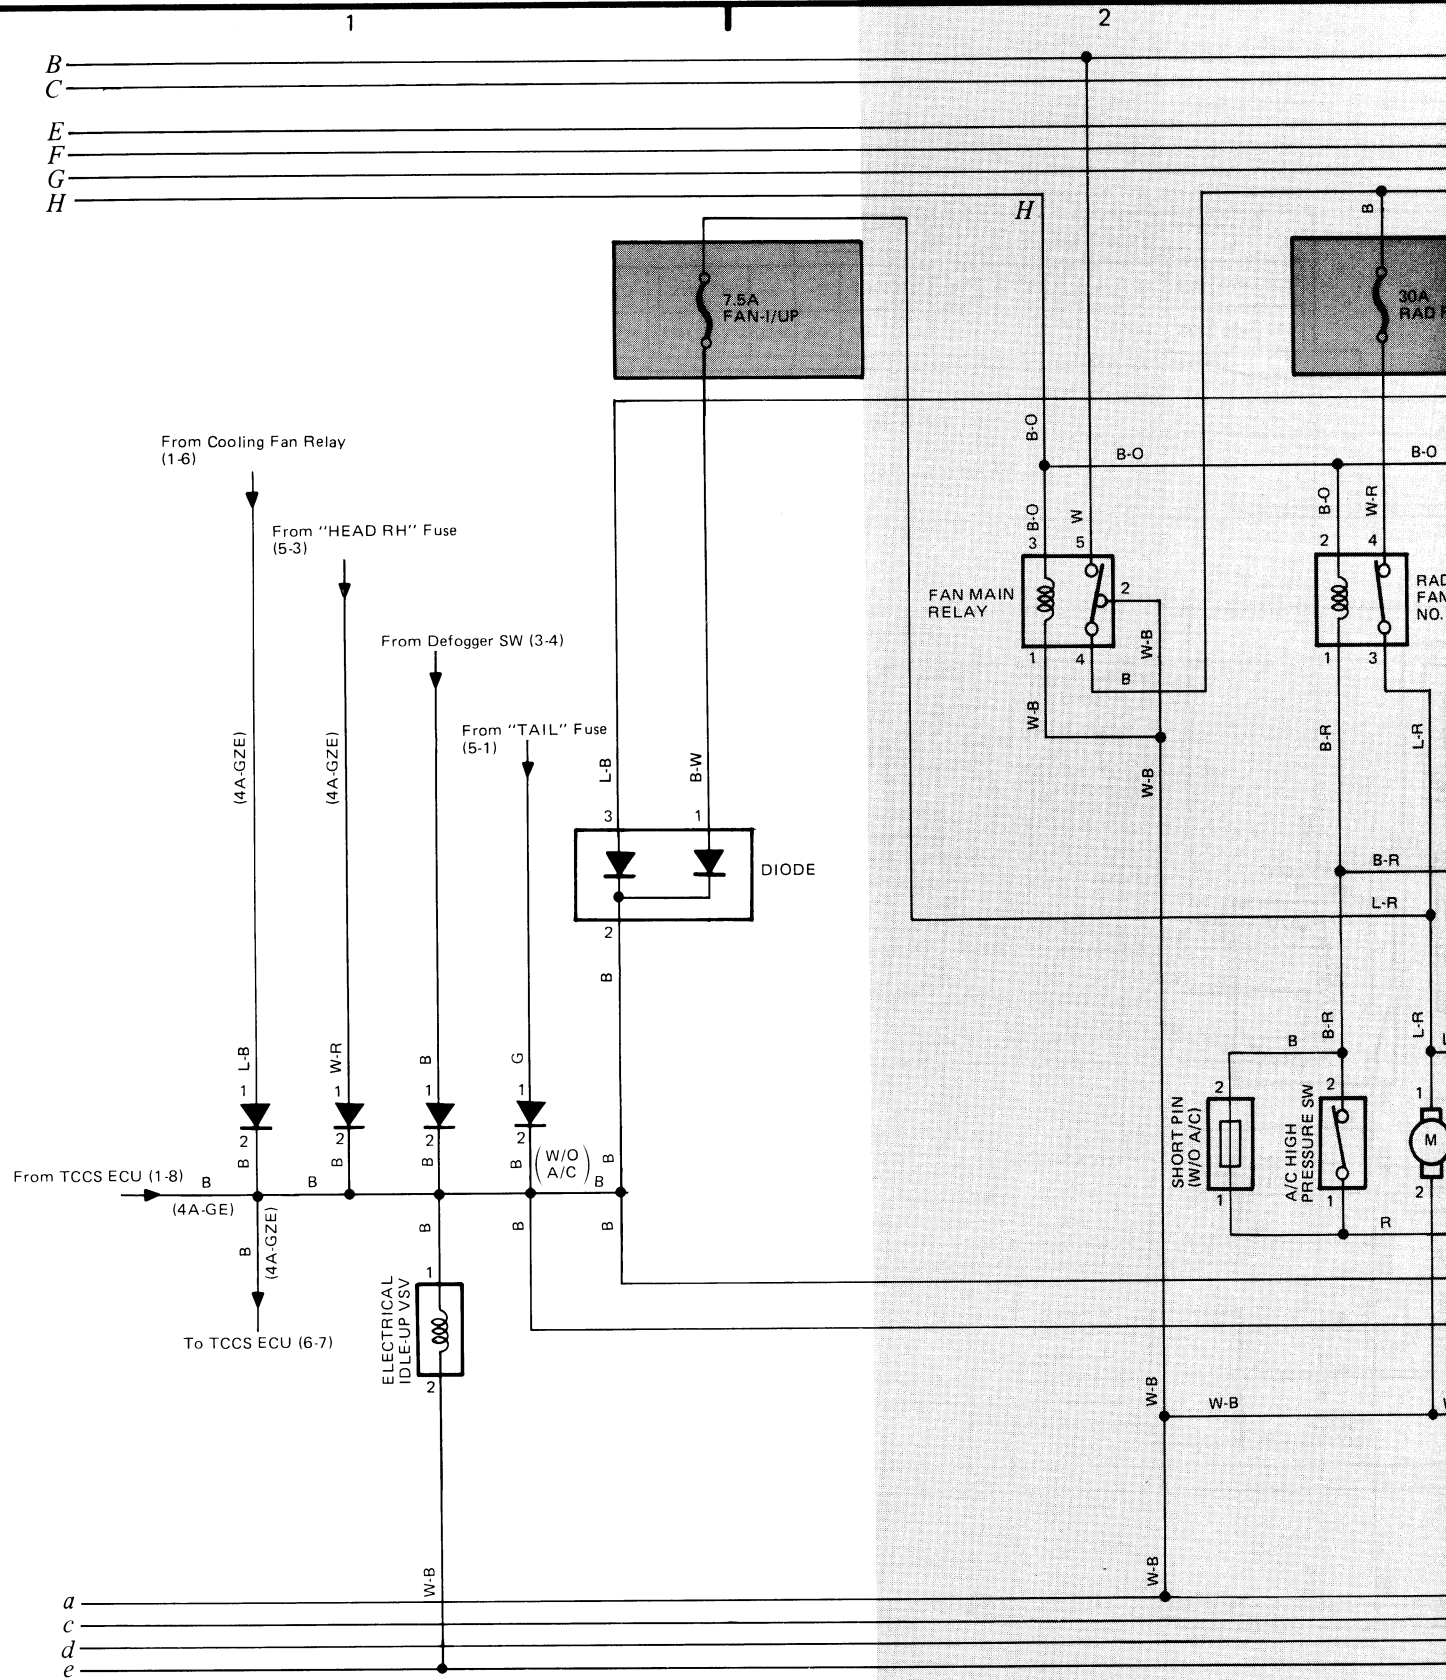 1
2
B
C
E
F
G
H
H
B
7.5A
FAN-I/UP
30A
RAD
From Cooling Fan Relay
(1-6)
B-O
B-O
B-O
From "HEAD RH" Fuse
(5-3)
B-O
W
B-O
W-R
3
5
2
4
FAN MAIN
RELAY
2
RAD
FAN
NO.
From Defogger SW (3-4)
W-B
1
4
1
3
B
W-B
From "TAIL" Fuse
(5-1)
(4A-GZE)
(4A-GZE)
L-B
B-W
W-B
B-R
L-R
3
1
DIODE
B-R
L-R
2
B
L-B
W-R
B
G
B
B-R
L-R
1
1
1
1
2
2
1
SHORT PIN
(W/O A/C)
A/C HIGH
PRESSURE SW
M
2
2
2
2
B
B
B
B
(W/O
A/C)
B
B
From TCCS ECU (1-8)
B
B
(4A-GE)
1
1
2
B
(4A-GZE)
B
B
B
R
1
ELECTRICAL
IDLE-UP VSV
To TCCS ECU (6-7)
2
W-B
W-B
W-B
W-B
a
c
d
e